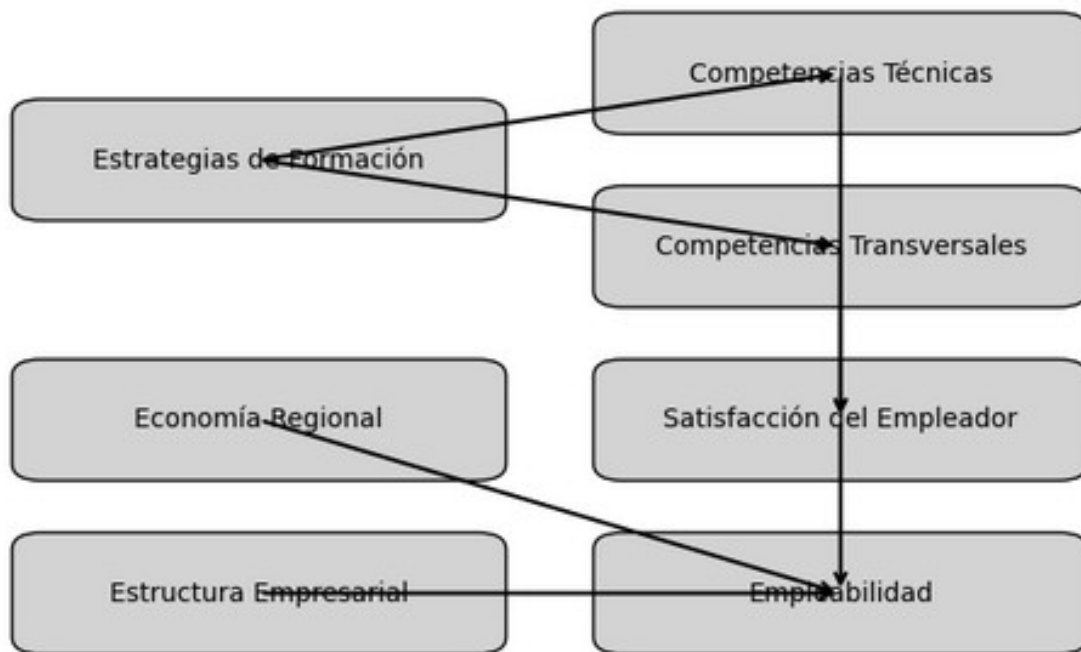 Competencias Técnicas
Estrategias de Formación
Competencias Transversales
Economía Regional
Satisfacción del Empleador
Estructura Empresarial
Empleabilidad